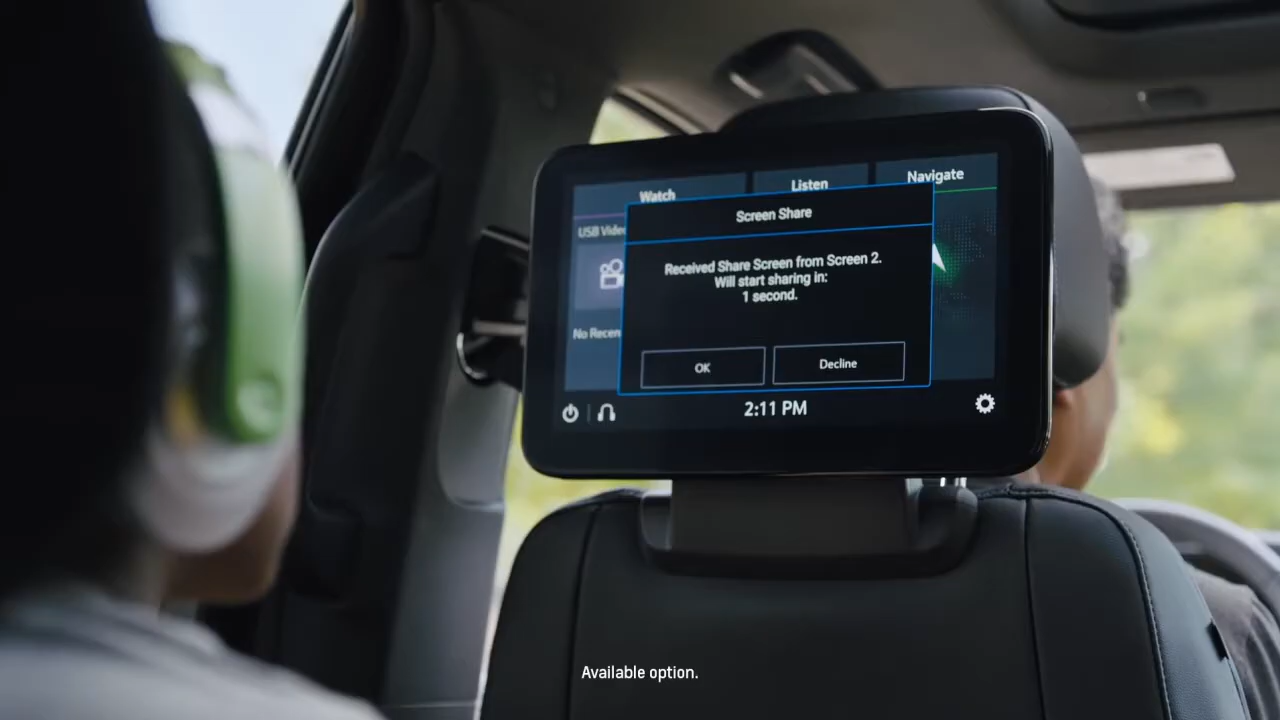 Watch
Listen
Navigate
Screen Share
USB Video
Received Share Screen from Screen 2.
Will start sharing in:
1 second.
No Recen
OK
Decline
2:11 PM
Available option.